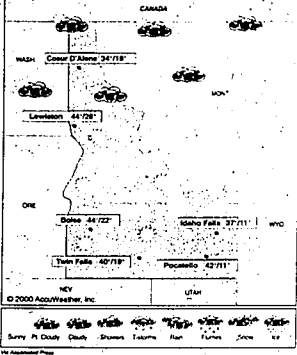 CANADA
WASH
Coeur D'Alene 34°/18°
MON
Lewiston 44°/28°
ORE
Boise 44°/22°
Idaho Falls 37°/11°
WYO
Twin Falls 40°/18°
Pocatello 42°/11°
NEV
UTAH
© 2000 AccuWeather, Inc.
Sunny Pt. Cloudy Cloudy Showers T-storms Rain Flurries Snow Ice
Via Associated Press